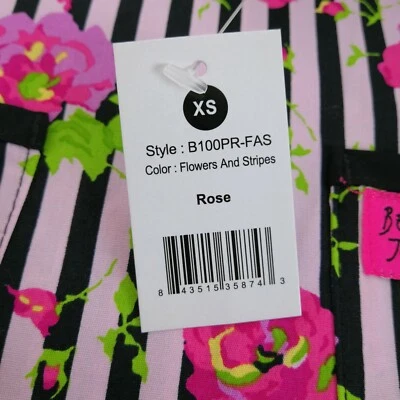 XS
Style : B100PR-FAS
Color : Flowers And Stripes
Rose
8 43515 35874 3